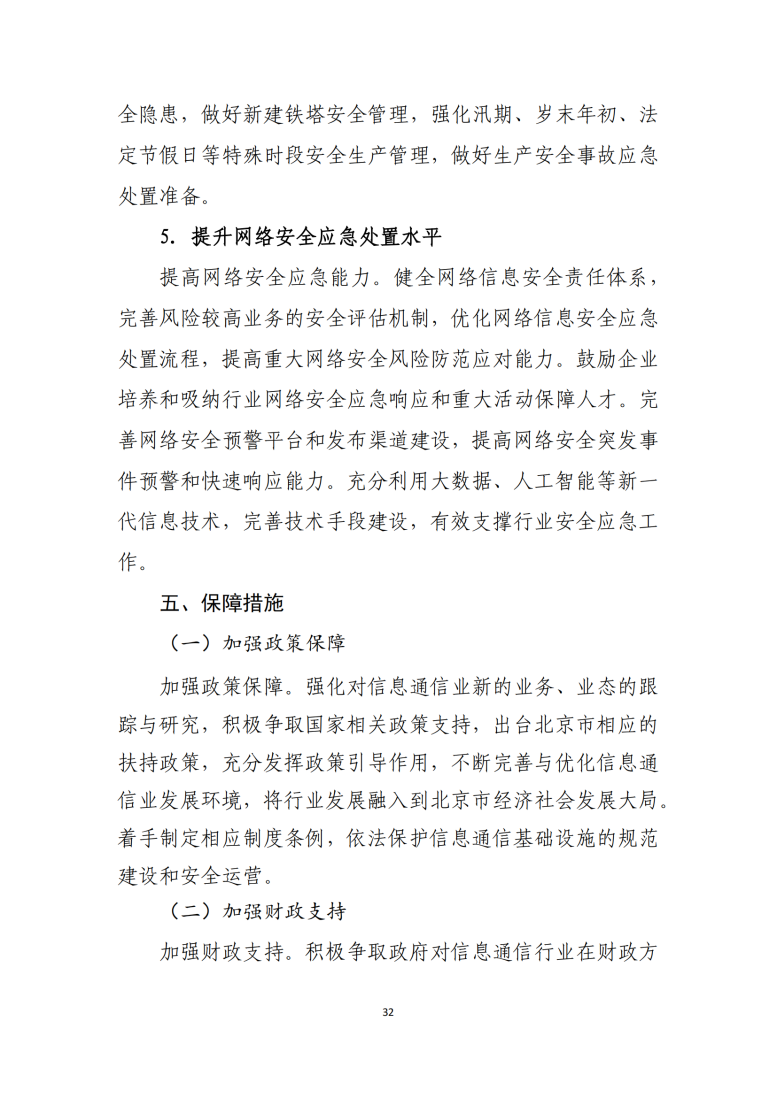 全隐患，做好新建铁塔安全管理，强化汛期、岁末年初、法
定节假日等特殊时段安全生产管理，做好生产安全事故应急
处置准备。
5. 提升网络安全应急处置水平
提高网络安全应急能力。健全网络信息安全责任体系，
完善风险较高业务的安全评估机制，优化网络信息安全应急
处置流程，提高重大网络安全风险防范应对能力。鼓励企业
培养和吸纳行业网络安全应急响应和重大活动保障人才。完
善网络安全预警平台和发布渠道建设，提高网络安全突发事
件预警和快速响应能力。充分利用大数据、人工智能等新一
代信息技术，完善技术手段建设，有效支撑行业安全应急工
作。
五、保障措施
（一）加强政策保障
加强政策保障。强化对信息通信业新的业务、业态的跟
踪与研究，积极争取国家相关政策支持，出台北京市相应的
扶持政策，充分发挥政策引导作用，不断完善与优化信息通
信业发展环境，将行业发展融入到北京市经济社会发展大局。
着手制定相应制度条例，依法保护信息通信基础设施的规范
建设和安全运营。
（二）加强财政支持
加强财政支持。积极争取政府对信息通信行业在财政方
32